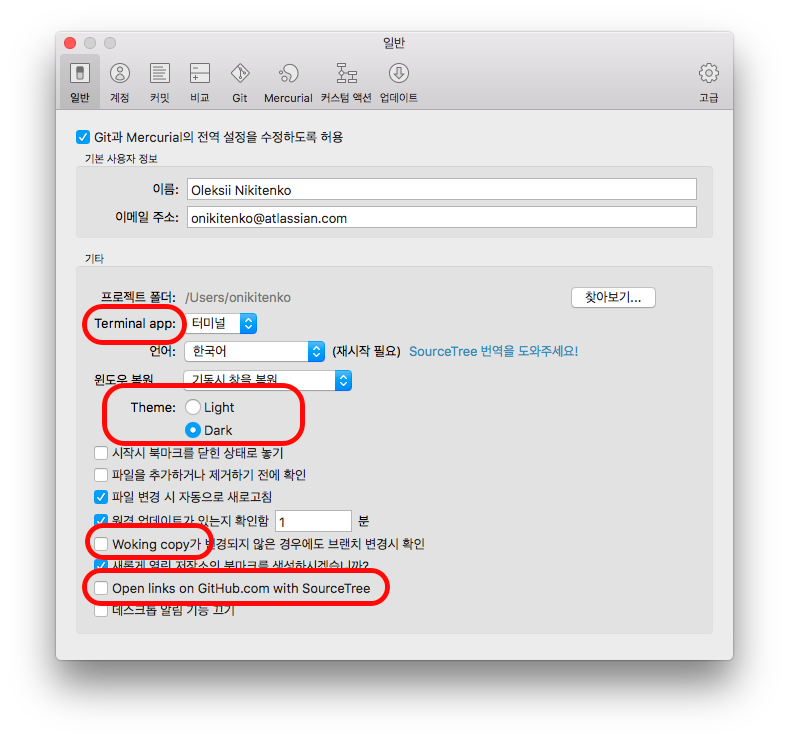 일반
일반 계정 커밋 비교 Git Mercurial 커스텀 액션 업데이트 고급
Git과 Mercurial의 전역 설정을 수정하도록 허용
기본 사용자 정보
이름: Oleksii Nikitenko
이메일 주소: onikitenko@atlassian.com
기타
프로젝트 폴더: /Users/onikitenko 찾아보기...
Terminal app: 터미널
언어: 한국어 (재시작 필요) SourceTree 번역을 도와주세요!
윈도우 복원 기동시 창을 복원
Theme: Light
Dark
시작시 북마크를 닫힌 상태로 놓기
파일을 추가하거나 제거하기 전에 확인
파일 변경 시 자동으로 새로고침
원격 업데이트가 있는지 확인함 1 분
Woking copy가 변경되지 않은 경우에도 브랜치 변경시 확인
새롭게 열린 저장소의 북마크를 생성하시겠습니까?
Open links on GitHub.com with SourceTree
데스크톱 알림 기능 끄기